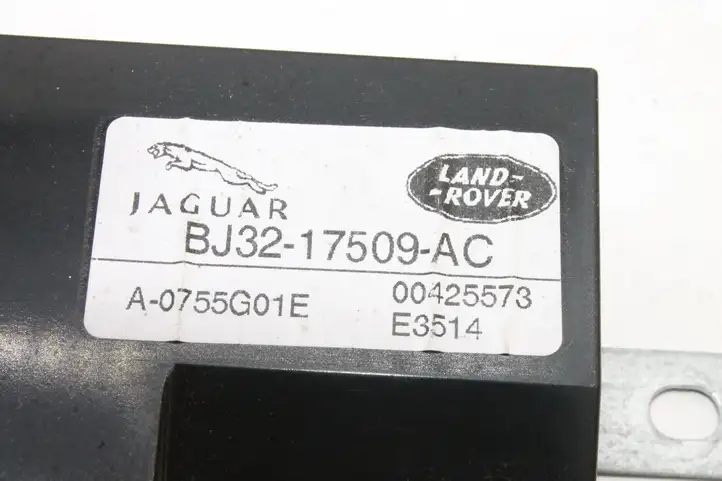 JAGUAR
LAND-
-ROVER
BJ32-17509-AC
A-0755G01E
00425573
E3514